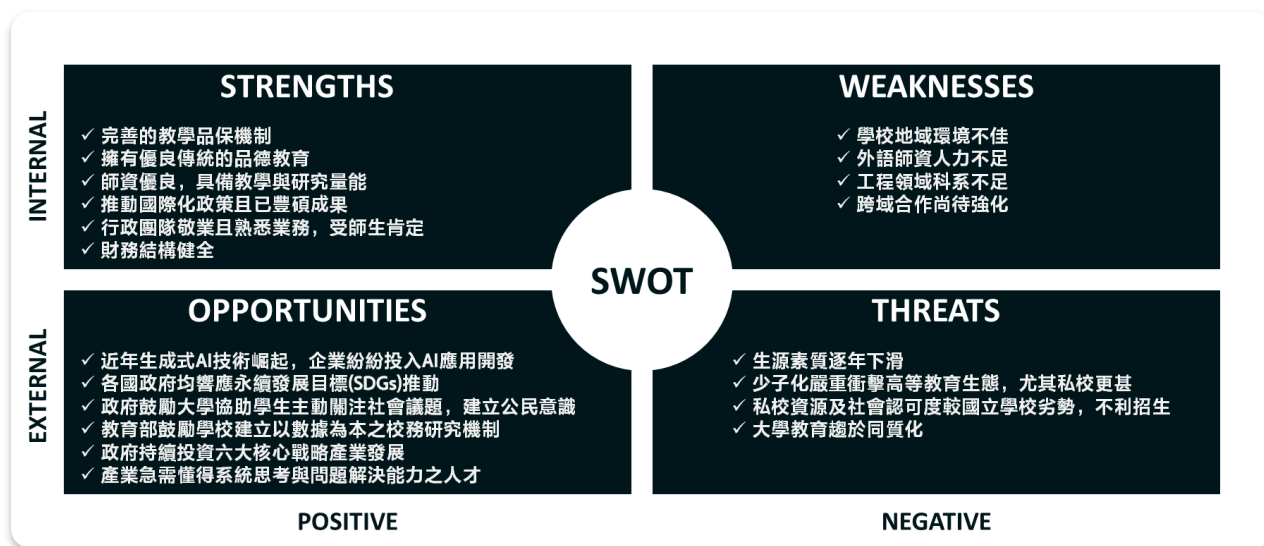 STRENGTHS
✓ 完善的教學品保機制
✓ 擁有優良傳統的品德教育
✓ 師資優良，具備教學與研究量能
✓ 推動國際化政策且已豐碩成果
✓ 行政團隊敬業且熟悉業務，受師生肯定
✓ 財務結構健全
WEAKNESSES
✓ 學校地域環境不佳
✓ 外語師資人力不足
✓ 工程領域科系不足
✓ 跨域合作尚待強化
INTERNAL
SWOT
OPPORTUNITIES
✓ 近年生成式AI技術崛起，企業紛紛投入AI應用開發
✓ 各國政府均響應永續發展目標(SDGs)推動
✓ 政府鼓勵大學協助學生主動關注社會議題，建立公民意識
✓ 教育部鼓勵學校建立以數據為本之校務研究機制
✓ 政府持續投資六大核心戰略產業發展
✓ 產業急需懂得系統思考與問題解決能力之人才
THREATS
✓ 生源素質逐年下滑
✓ 少子化嚴重衝擊高等教育生態，尤其私校更甚
✓ 私校資源及社會認可度較國立學校劣勢，不利招生
✓ 大學教育趨於同質化
EXTERNAL
POSITIVE
NEGATIVE